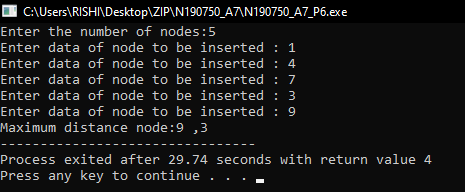 C:\Users\RISHI\Desktop\ZIP\N190750_A7\N190750_A7_P6.exe
Enter the number of nodes:5
Enter data of node to be inserted : 1
Enter data of node to be inserted : 4
Enter data of node to be inserted : 7
Enter data of node to be inserted : 3
Enter data of node to be inserted : 9
Maximum distance node:9 ,3
--------------------------------
Process exited after 29.74 seconds with return value 4
Press any key to continue . . .